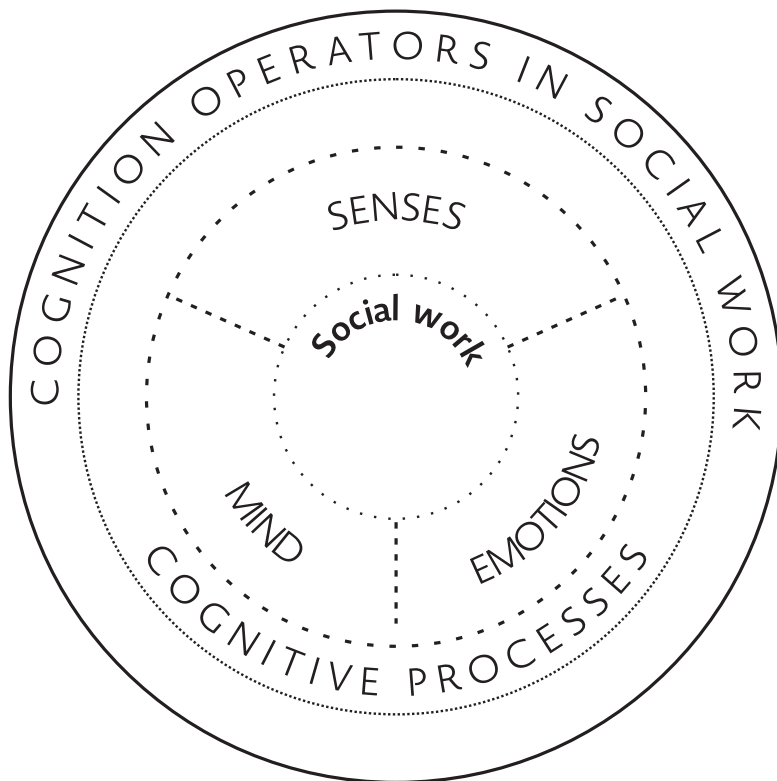 COGNITION OPERATORS IN SOCIAL WORK
SENSES
Social work
MIND
EMOTIONS
COGNITIVE PROCESSES